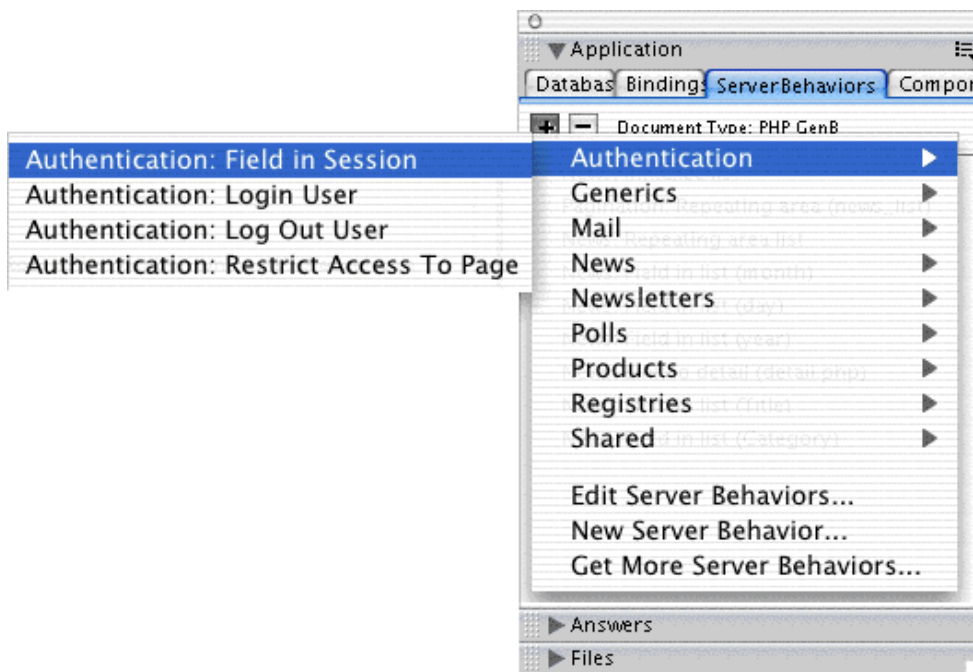 Application
Databas Bindings ServerBehaviors Compor
Document Type: PHP GenB
Authentication: Field in Session
Authentication: Login User
Authentication: Log Out User
Authentication: Restrict Access To Page
Authentication
Generics
Mail
News
Newsletters
Polls
Products
Registries
Shared
Edit Server Behaviors...
New Server Behavior...
Get More Server Behaviors...
Answers
Files